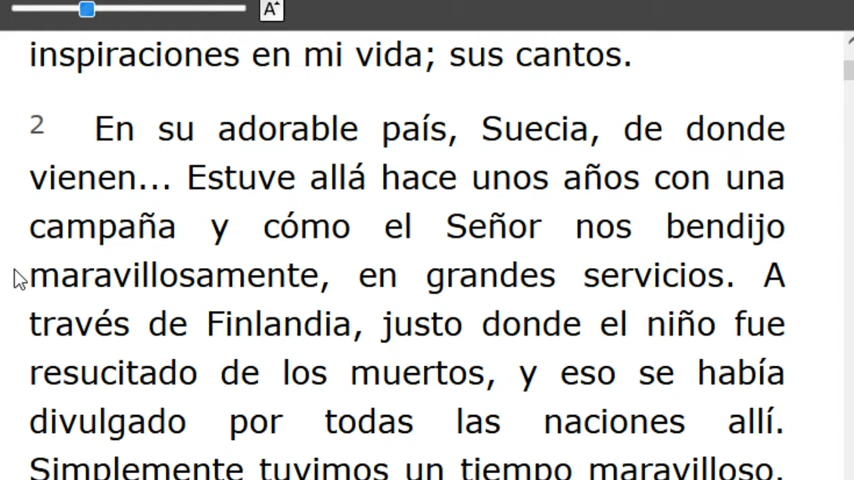 A
inspiraciones en mi vida; sus cantos.
2 En su adorable país, Suecia, de donde
vienen... Estuve allá hace unos años con una
campaña y cómo el Señor nos bendijo
maravillosamente, en grandes servicios. A
través de Finlandia, justo donde el niño fue
resucitado de los muertos, y eso se había
divulgado por todas las naciones allí.
Simplemente tuvimos un tiempo maravilloso.